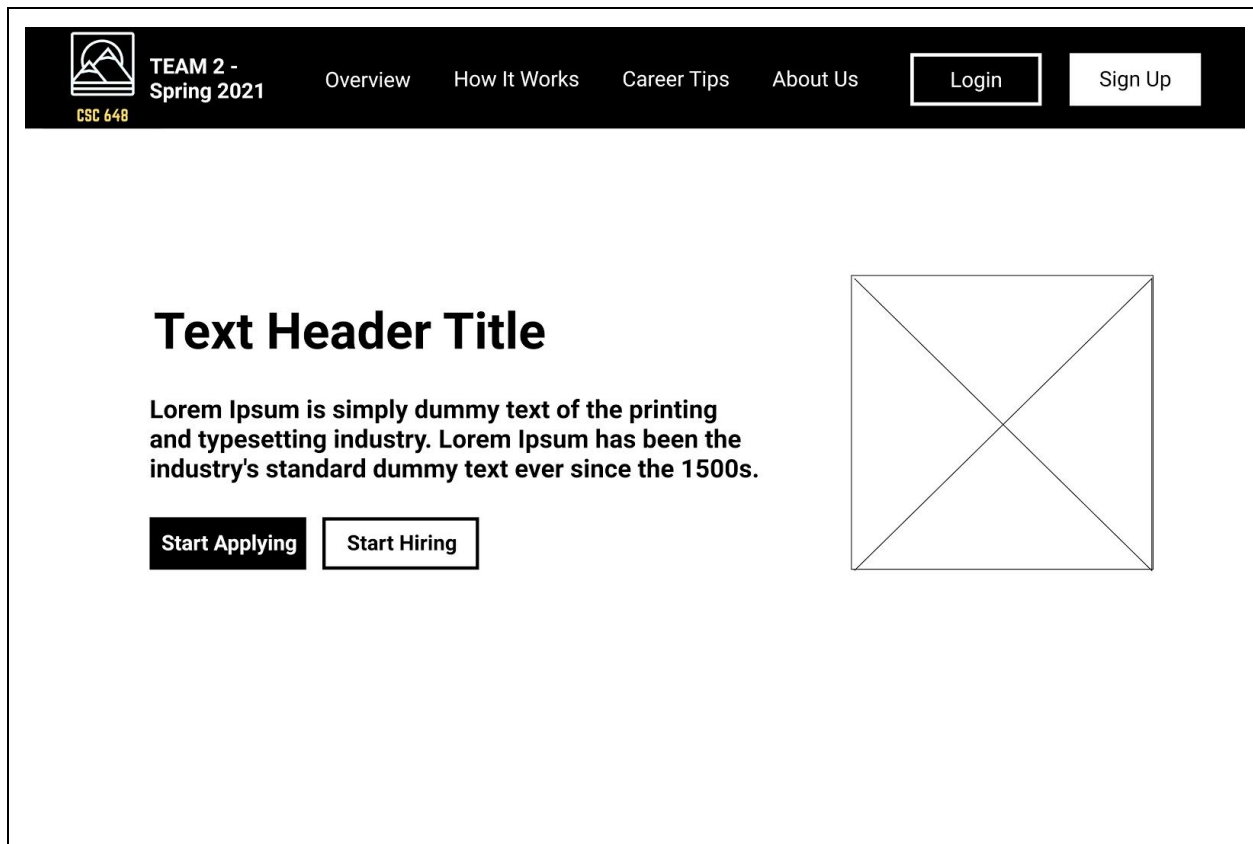 TEAM 2 -
Spring 2021
CSC 648
Overview
How It Works
Career Tips
About Us
Login
Sign Up
Text Header Title
Lorem Ipsum is simply dummy text of the printing
and typesetting industry. Lorem Ipsum has been the
industry's standard dummy text ever since the 1500s.
Start Applying
Start Hiring